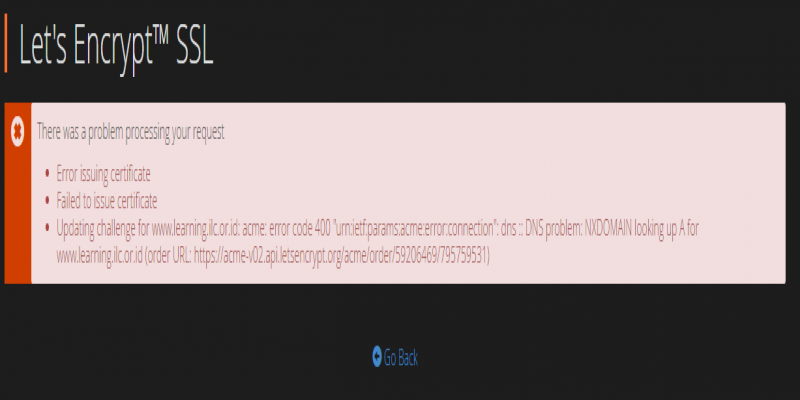 Let's Encrypt™ SSL
There was a problem processing your request
Error issuing certificate
Failed to issue certificate
Updating challenge for www.learning.ilc.or.id: acme: error code 400 "urn:ietf:params:acme:error:connection": dns :: DNS problem: NXDOMAIN looking up A for
www.learning.ilc.or.id (order URL: https://acme-v02.api.letsencrypt.org/acme/order/59206469/795759531)
Go Back